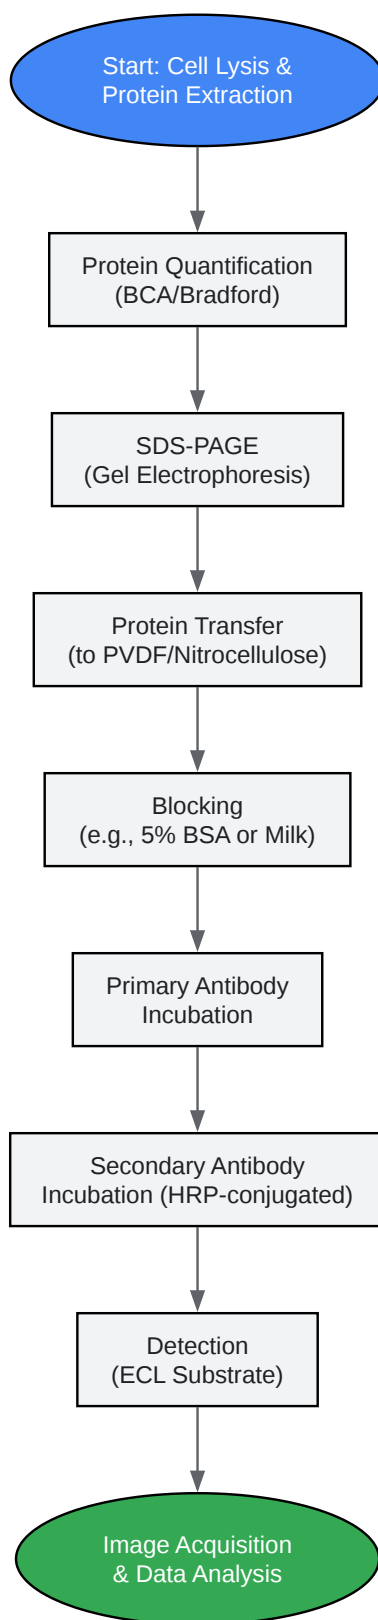 Start: Cell Lysis &
Protein Extraction
Protein Quantification
(BCA/Bradford)
SDS-PAGE
(Gel Electrophoresis)
Protein Transfer
(to PVDF/Nitrocellulose)
Blocking
(e.g., 5% BSA or Milk)
Primary Antibody
Incubation
Secondary Antibody
Incubation (HRP-conjugated)
Detection
(ECL Substrate)
Image Acquisition
& Data Analysis